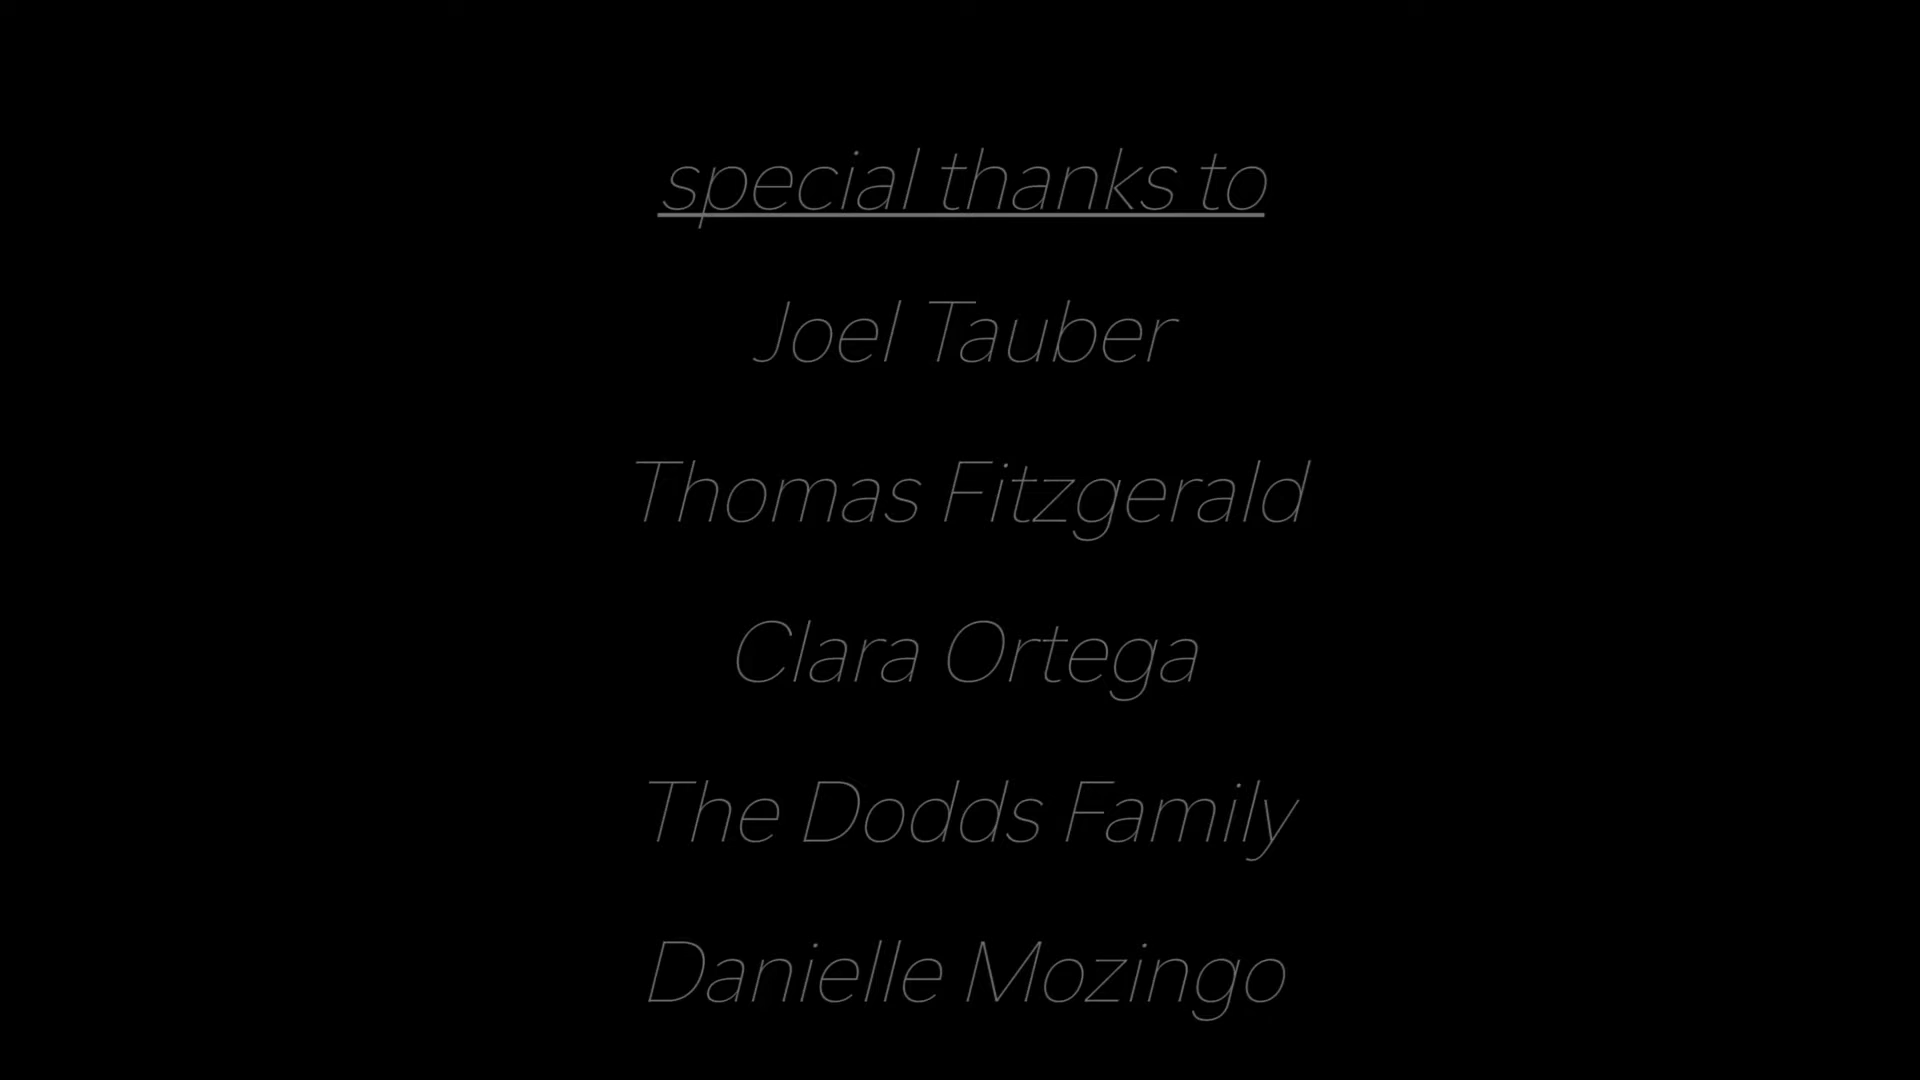 special thanks to
Joel Tauber
Thomas Fitzgerald
Clara Ortega
The Dodds Family
Danielle Mozingo